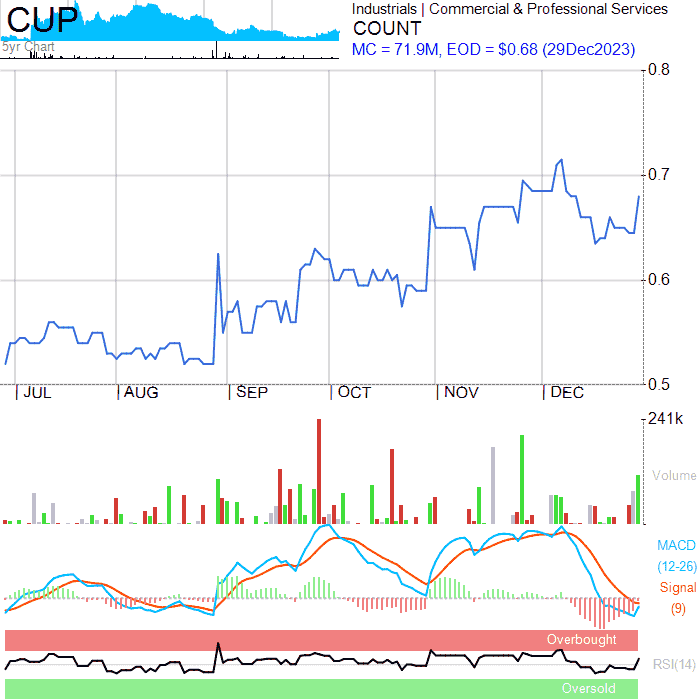 CUP
5yr Chart
Industrials | Commercial & Professional Services
COUNT
MC = 71.9M, EOD = $0.68 (29Dec2023)
0.8
0.7
0.6
0.5
JUL AUG SEP OCT NOV DEC
241k
Volume
MACD
(12-26)
Signal
(9)
Overbought
RSI(14)
Oversold